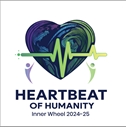 HEARTBEAT
OF HUMANITY
Inner Wheel 2024-25